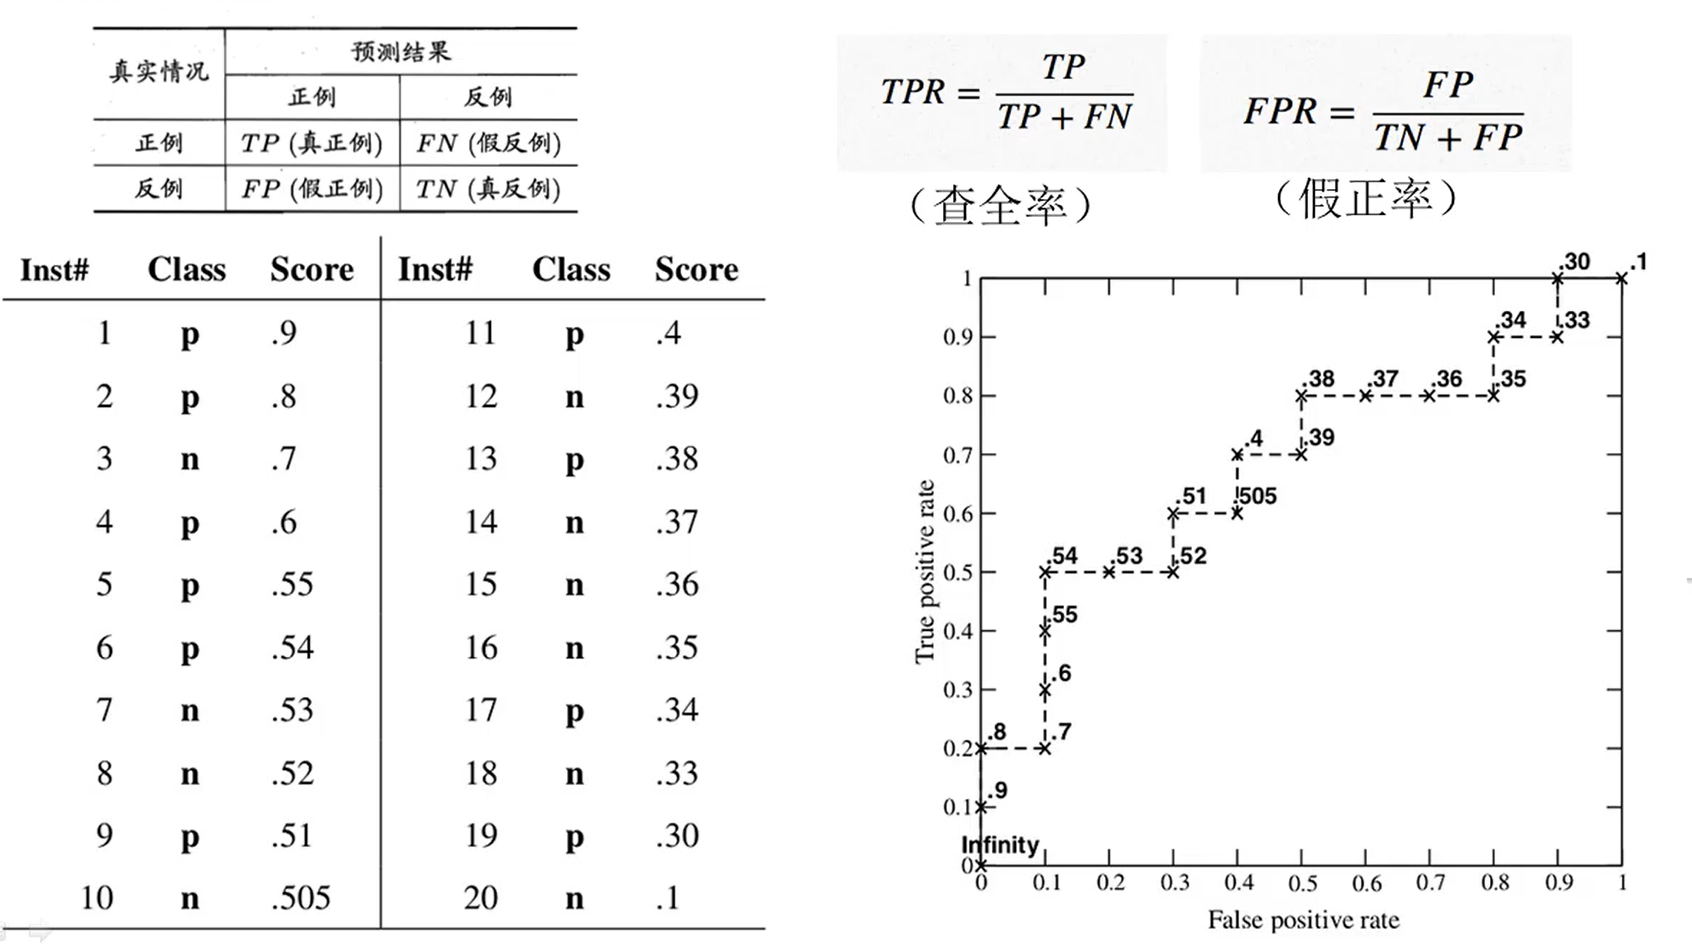 真实情况 预测结果
正例 反例
正例 TP (真正例) FN (假反例)
反例 FP (假正例) TN (真反例)
TPR = TP / TP + FN
(查全率)
FPR = FP / TN + FP
(假正率)
Inst# Class Score Inst# Class Score
1 p .9 11 p .4
2 p .8 12 n .39
3 n .7 13 p .38
4 p .6 14 n .37
5 p .55 15 n .36
6 p .54 16 n .35
7 n .53 17 p .34
8 n .52 18 n .33
9 p .51 19 p .30
10 n .505 20 n .1
.30 .1
1
.34 .33
0.9
.38 .37 .36 .35
0.8
.4 .39
0.7
.51 .505
0.6
.54 .53 .52
0.5
.55
0.4
.6
0.3
.8 .7
0.2
.9
0.1
Infinity
0
0 0.1 0.2 0.3 0.4 0.5 0.6 0.7 0.8 0.9 1
True positive rate
False positive rate